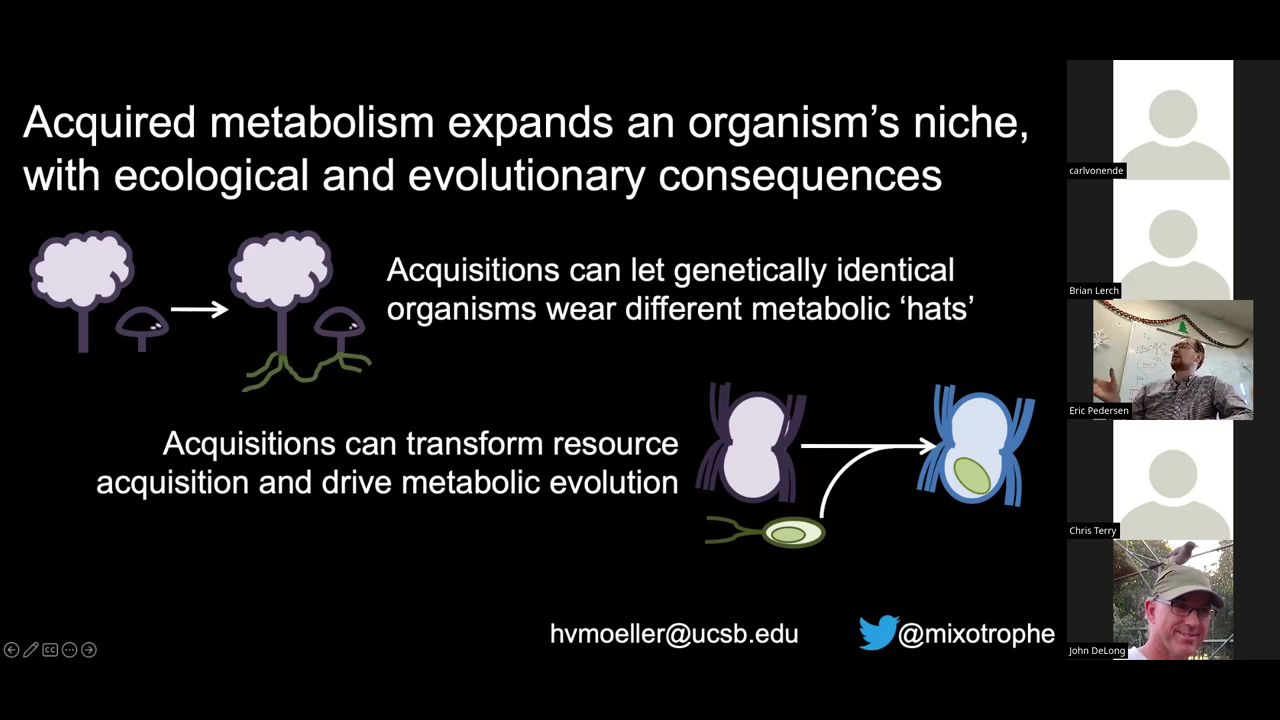 Acquired metabolism expands an organism’s niche,
with ecological and evolutionary consequences
Acquisitions can let genetically identical
organisms wear different metabolic ‘hats’
Acquisitions can transform resource
acquisition and drive metabolic evolution
hvmoeller@ucsb.edu
@mixotrophe
carlvonende
Brian Lerch
Eric Pedersen
Chris Terry
John DeLong